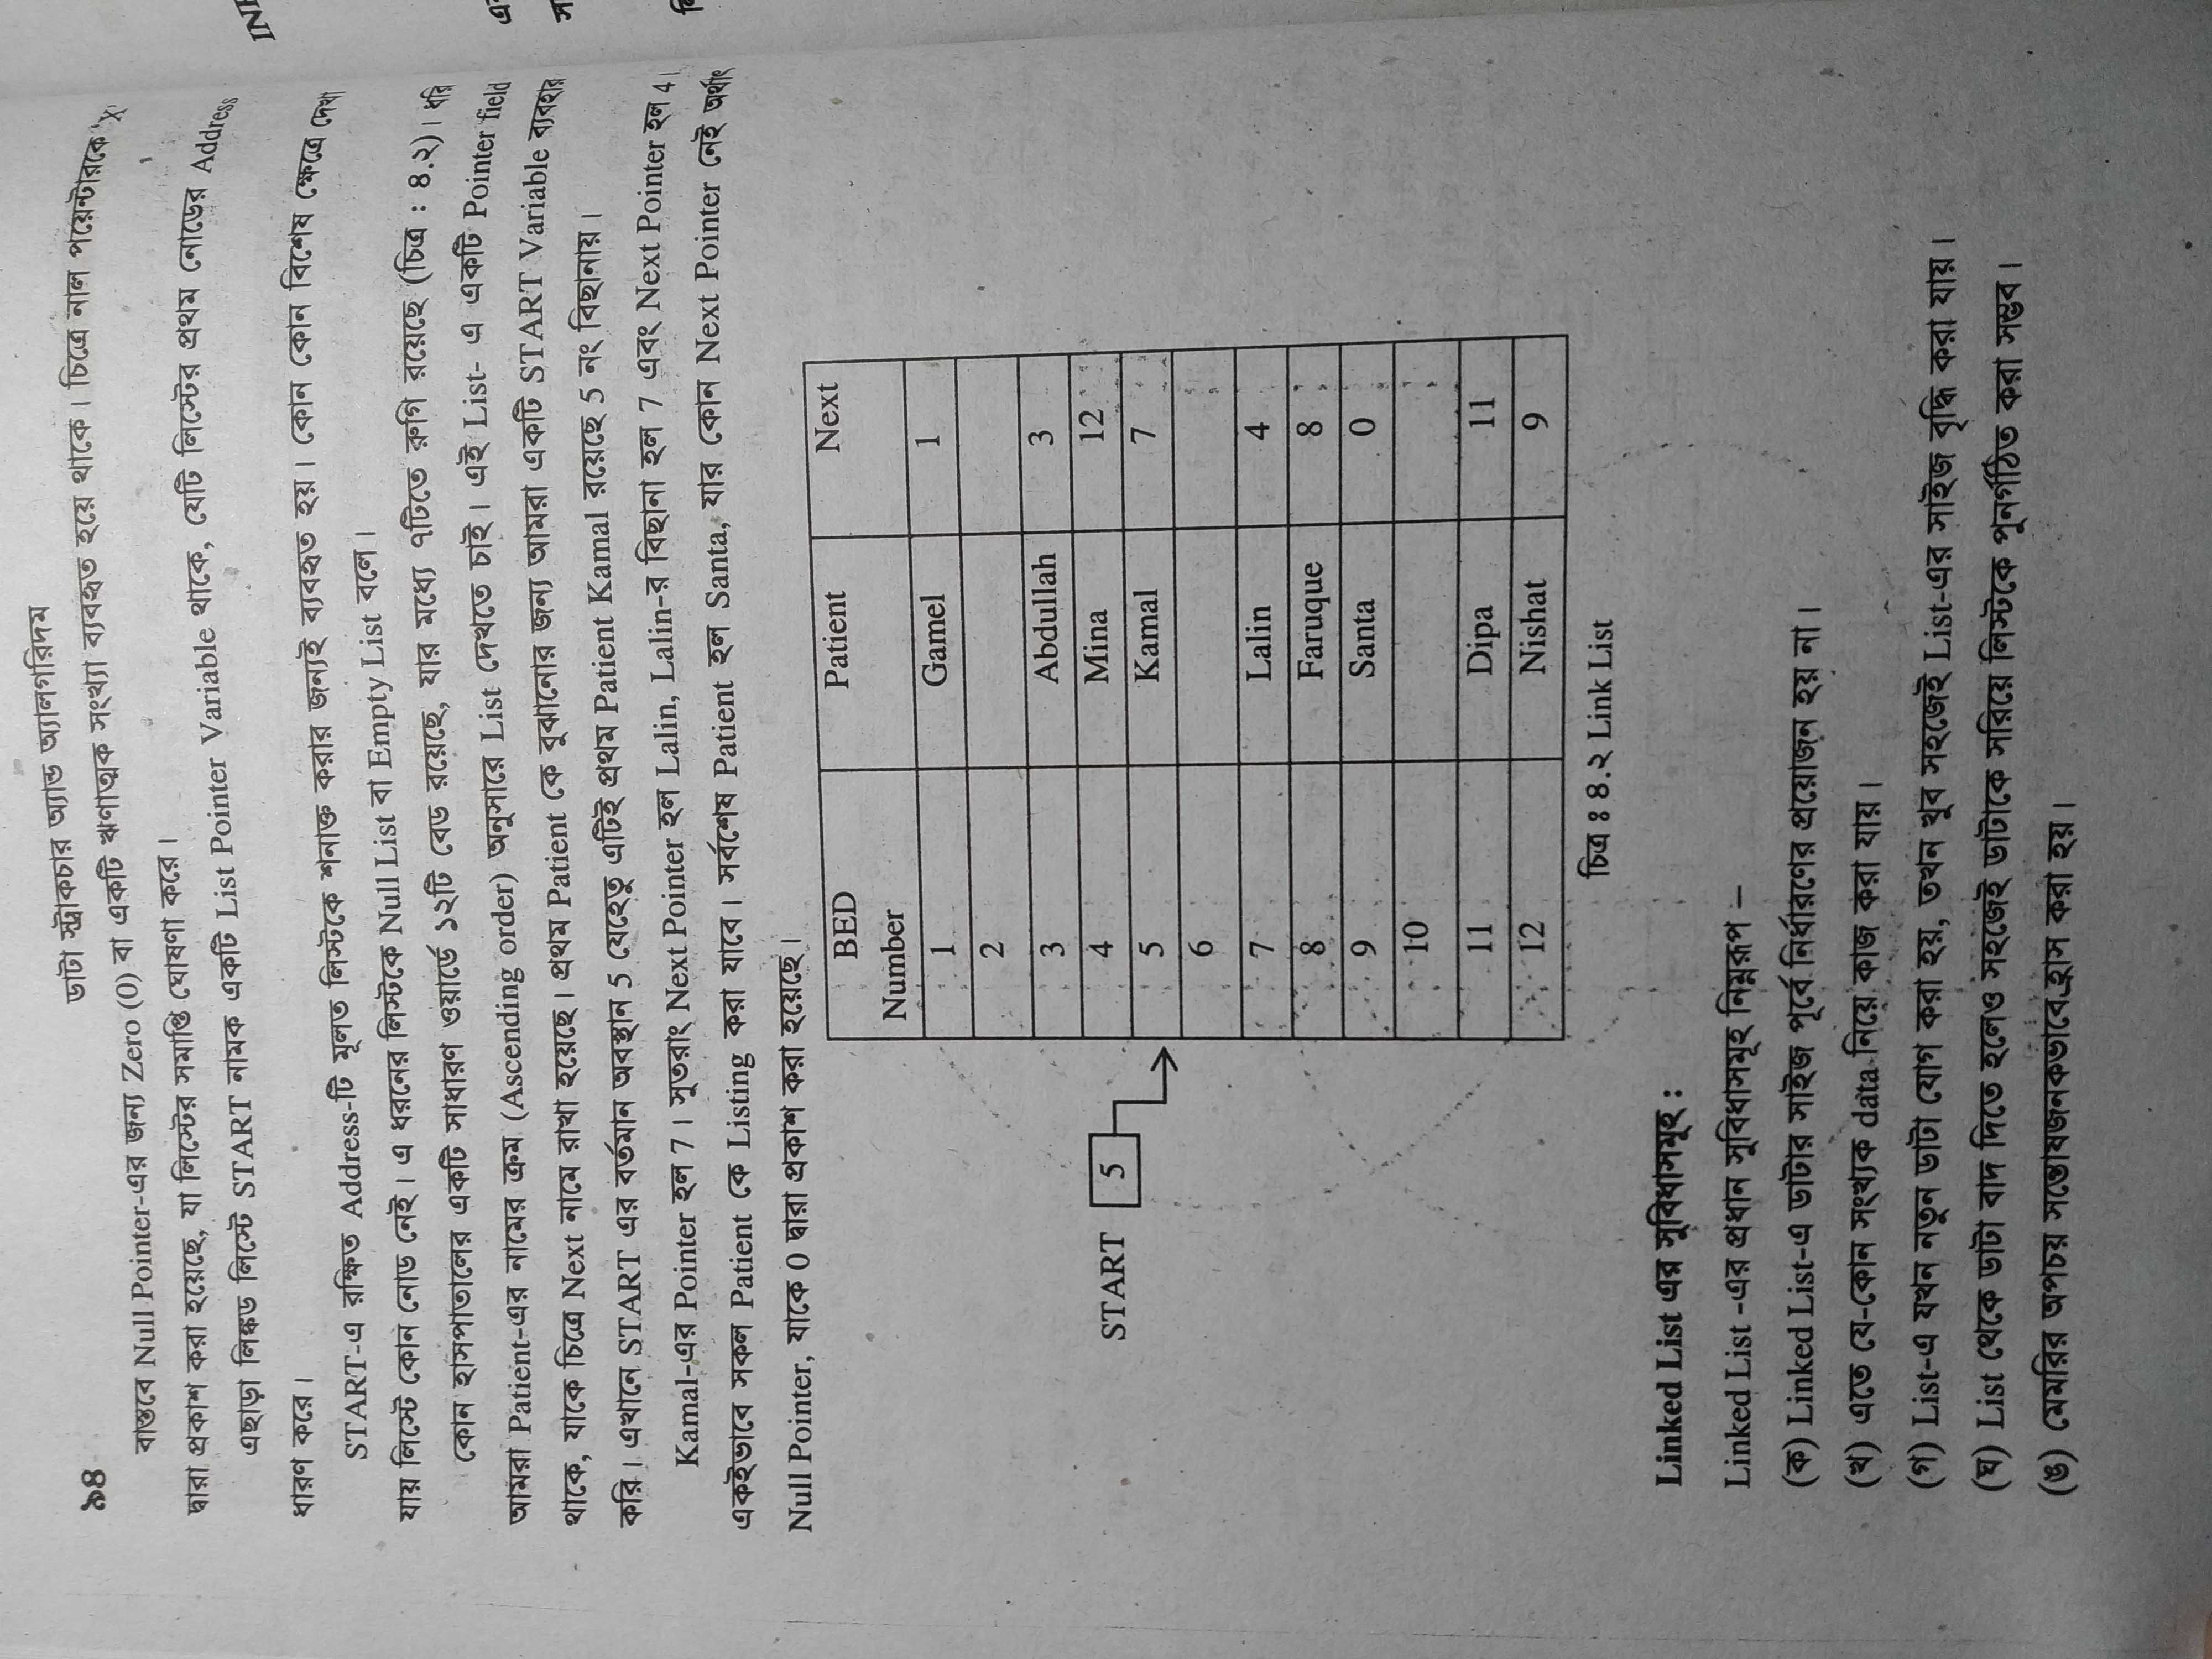 ৯৪
ডাটা স্ট্রাকচার অ্যান্ড অ্যালগরিদম
বাস্তবে Null Pointer-এর জন্য Zero (0) বা একটি ঋণাত্মক সংখ্যা ব্যবহৃত হয়ে থাকে। চিত্রে নাল পয়েন্টারকে 'X'
দ্বারা প্রকাশ করা হয়েছে, যা লিস্টের সমাপ্তি ঘোষণা করে।
এছাড়া লিঙ্কড লিস্টে START নামক একটি List Pointer Variable থাকে, যেটি লিস্টের প্রথম নোডের Address
ধারণ করে।
START-এ রক্ষিত Address-টি মূলত লিস্টকে শনাক্ত করার জন্যই ব্যবহৃত হয়। কোন কোন বিশেষ ক্ষেত্রে দেখা
যায় লিস্টে কোন নোড নেই। এ ধরনের লিস্টকে Null List বা Empty List বলে।
কোন হাসপাতালের একটি সাধারণ ওয়ার্ডে ১২টি বেড রয়েছে, যার মধ্যে ৭টিতে রুগি রয়েছে (চিত্র : ৪.২)। ধরি
আমরা Patient-এর নামের ক্রম (Ascending order) অনুসারে List দেখতে চাই। এই List- এ একটি Pointer field
থাকে, যাকে চিত্রে Next নামে রাখা হয়েছে। প্রথম Patient কে বুঝানোর জন্য আমরা একটি START Variable ব্যবহার
করি। এখানে START এর বর্তমান অবস্থান 5 যেহেতু এটিই প্রথম Patient Kamal রয়েছে 5 নং বিছানায়।
Kamal-এর Pointer হল 7। সুতরাং Next Pointer হল Lalin, Lalin-র বিছানা হল 7 এবং Next Pointer হল 4।
একইভাবে সকল Patient কে Listing করা যাবে। সর্বশেষ Patient হল Santa, যার কোন Next Pointer নেই অর্থাৎ
Null Pointer, যাকে 0 দ্বারা প্রকাশ করা হয়েছে।
BED Number Patient Next
1 Gamel 1
2
3 Abdullah 3
4 Mina 12
START 5 5 Kamal 7
6
7 Lalin 4
8 Faruque 8
9 Santa 0
10
11 Dipa 11
12 Nishat 9
চিত্র ঃ ৪.২ Link List
Linked List এর সুবিধাসমূহ :
Linked List -এর প্রধান সুবিধাসমূহ নিম্নরূপ –
(ক) Linked List-এ ডাটার সাইজ পূর্বে নির্ধারণের প্রয়োজন হয় না।
(খ) এতে যে-কোন সংখ্যক data নিয়ে কাজ করা যায়।
(গ) List-এ যখন নতুন ডাটা যোগ করা হয়, তখন খুব সহজেই List-এর সাইজ বৃদ্ধি করা যায়।
(ঘ) List থেকে ডাটা বাদ দিতে হলেও সহজেই ডাটাকে সরিয়ে লিস্টকে পুনর্গঠিত করা সম্ভব।
(ঙ) মেমরির অপচয় সন্তোষজনকভাবে হ্রাস করা হয়।